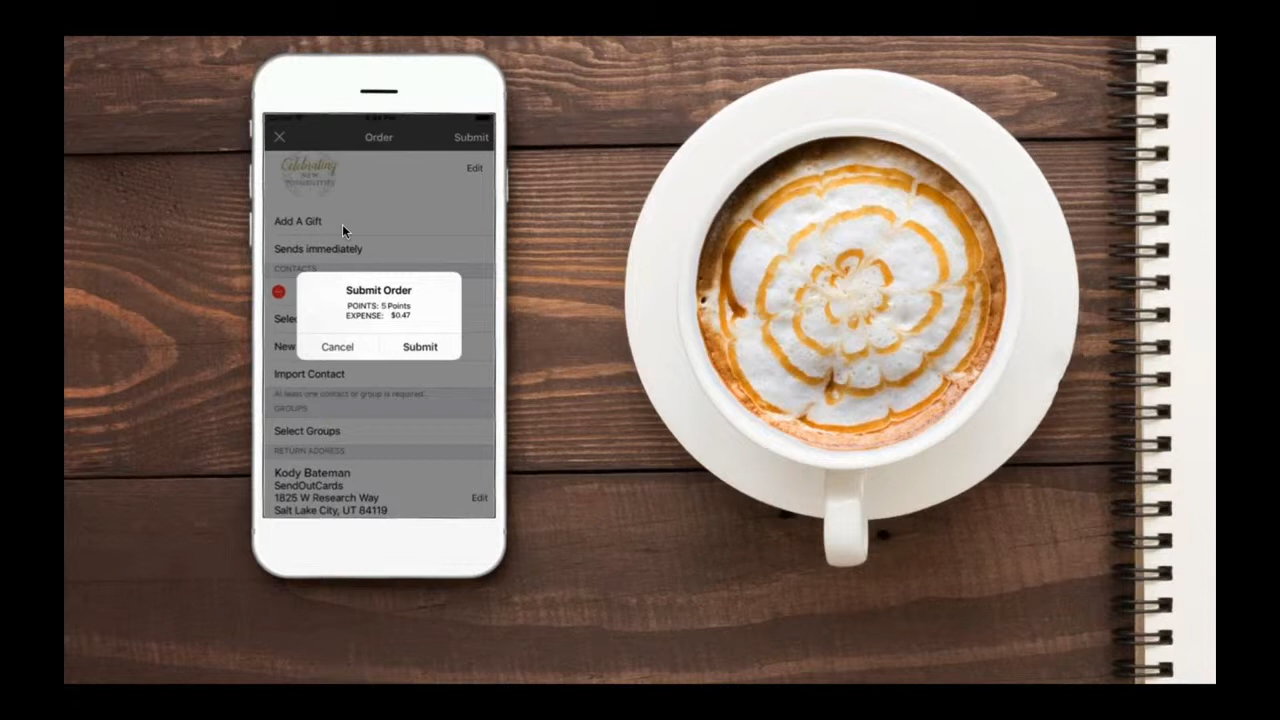 Order
Submit
Celebrating
NEW
Edit
Add A Gift
Sends immediately
CONTACTS
Submit Order
POINTS: 5 Points
EXPENSE: $0.47
Cancel
Submit
New
Import Contact
At least one contact or group is required.
GROUPS
Select Groups
RETURN ADDRESS
Kody Bateman
SendOutCards
1825 W Research Way
Edit
Salt Lake City, UT 84119